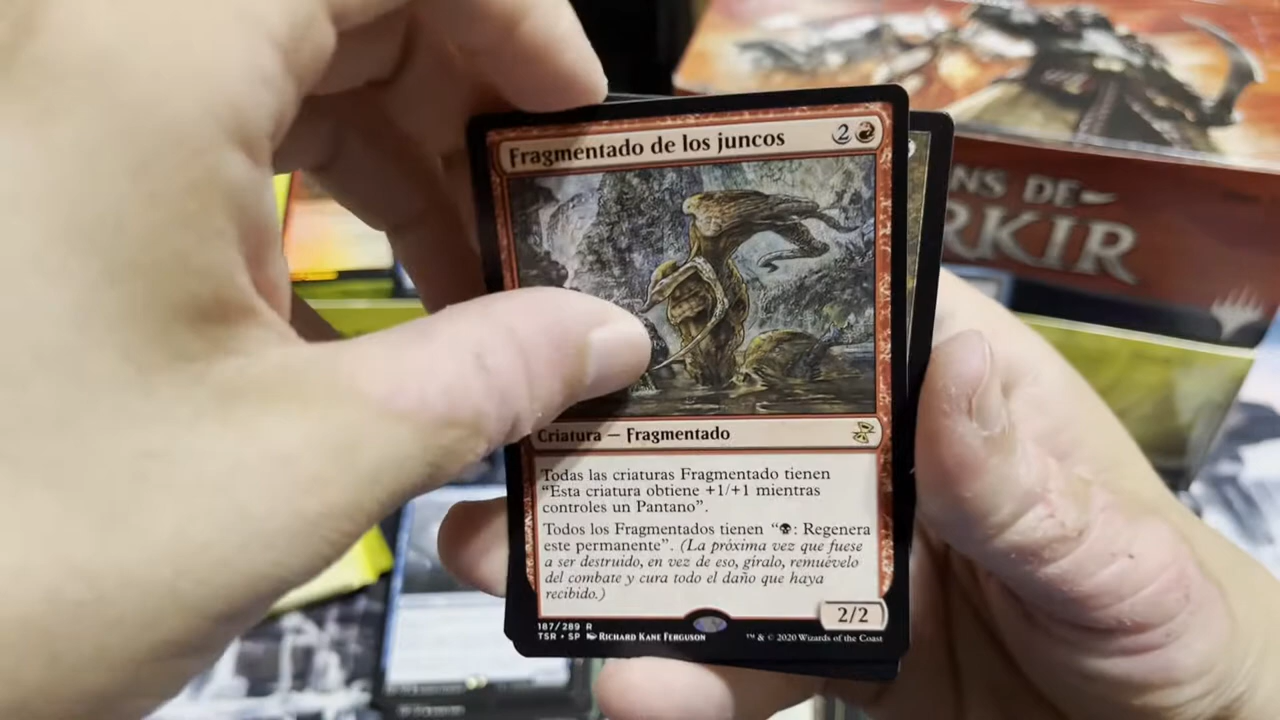 Fragmentado de los juncos 2
NS DE
RKIR
Criatura — Fragmentado
Todas las criaturas Fragmentado tienen
“Esta criatura obtiene +1/+1 mientras
controles un Pantano”.
Todos los Fragmentados tienen “ : Regenera
este permanente”. (La próxima vez que fuese
a ser destruido, en vez de eso, gíralo, remuévelo
del combate y cura todo el daño que haya
recibido.)
2/2
187/289 R
TSR • SP Richard Kane Ferguson
™ & © 2020 Wizards of the Coast